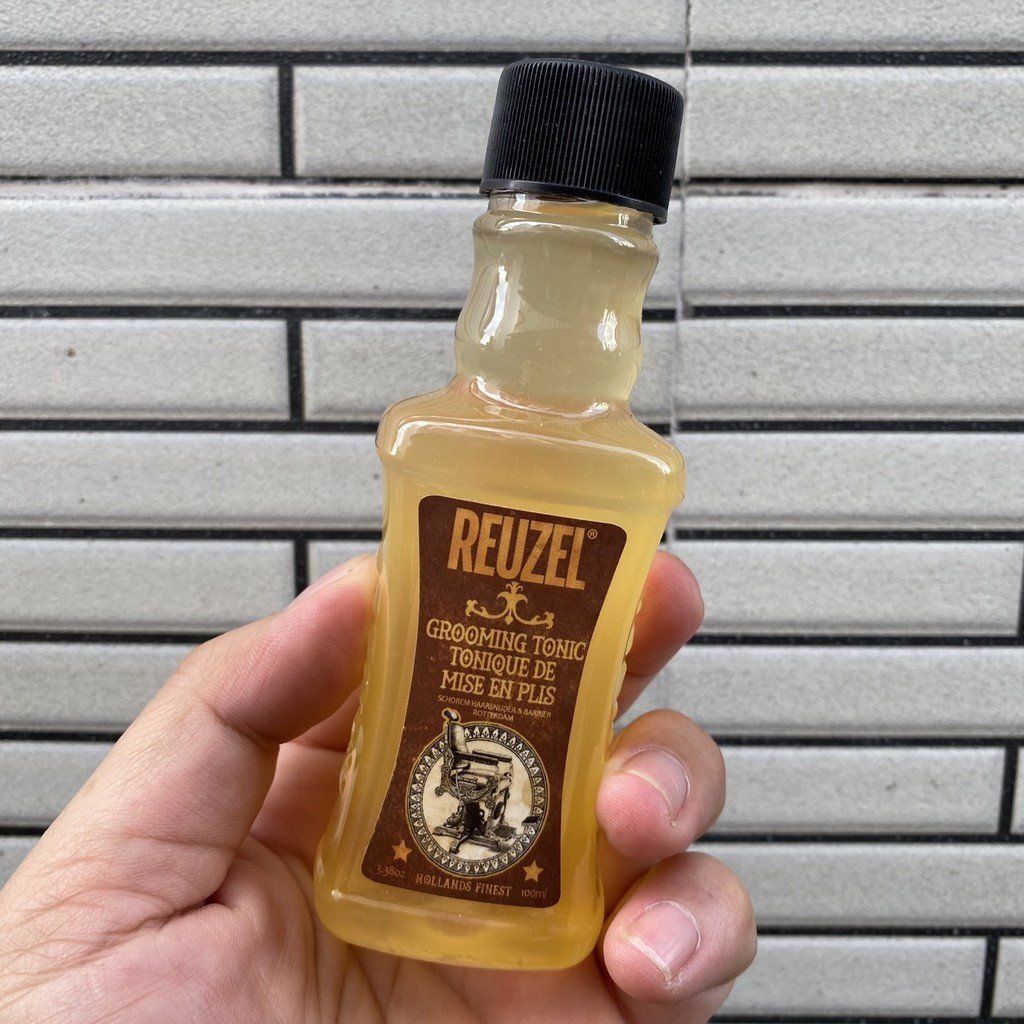 REUZEL®
GROOMING TONIC
TONIQUE DE
MISE EN PLIS
SCHOREM HAARSNIJDER & BARBIER
ROTTERDAM
3.38oz
HOLLANDS FINEST
100ml